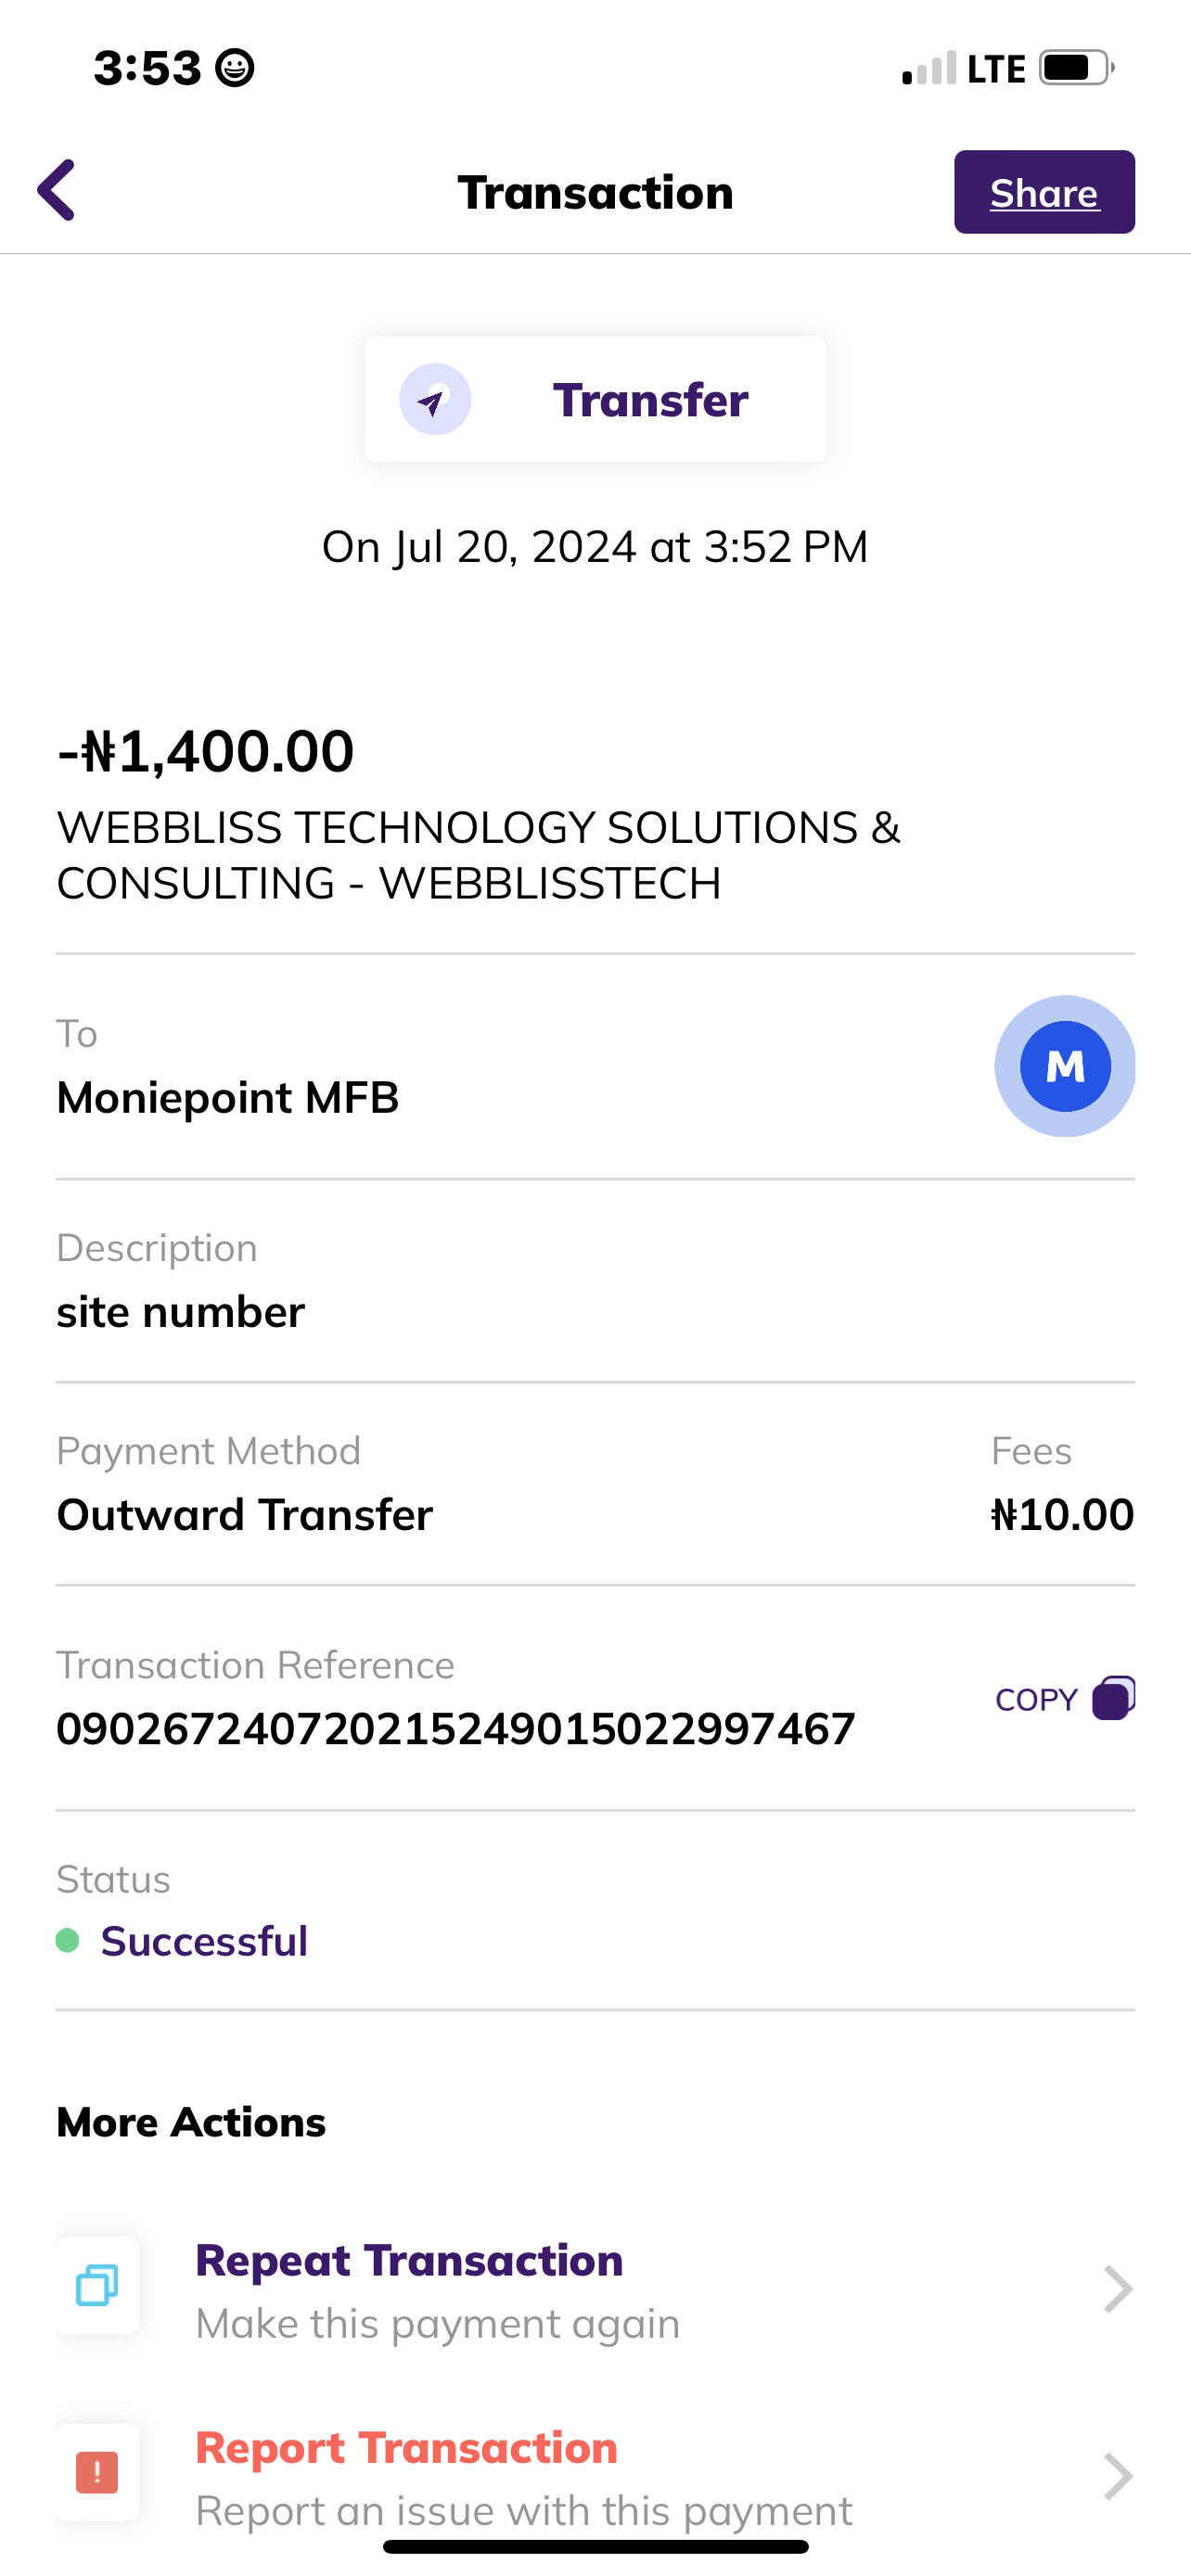 3:53 LTE
Transaction Share
Transfer
On Jul 20, 2024 at 3:52 PM
-₦1,400.00
WEBBLISS TECHNOLOGY SOLUTIONS &
CONSULTING - WEBBLISSTECH
To
M
Moniepoint MFB
Description
site number
Payment Method Fees
Outward Transfer ₦10.00
Transaction Reference
COPY
090267240720215249015022997467
Status
Successful
More Actions
Repeat Transaction
Make this payment again
! Report Transaction
Report an issue with this payment